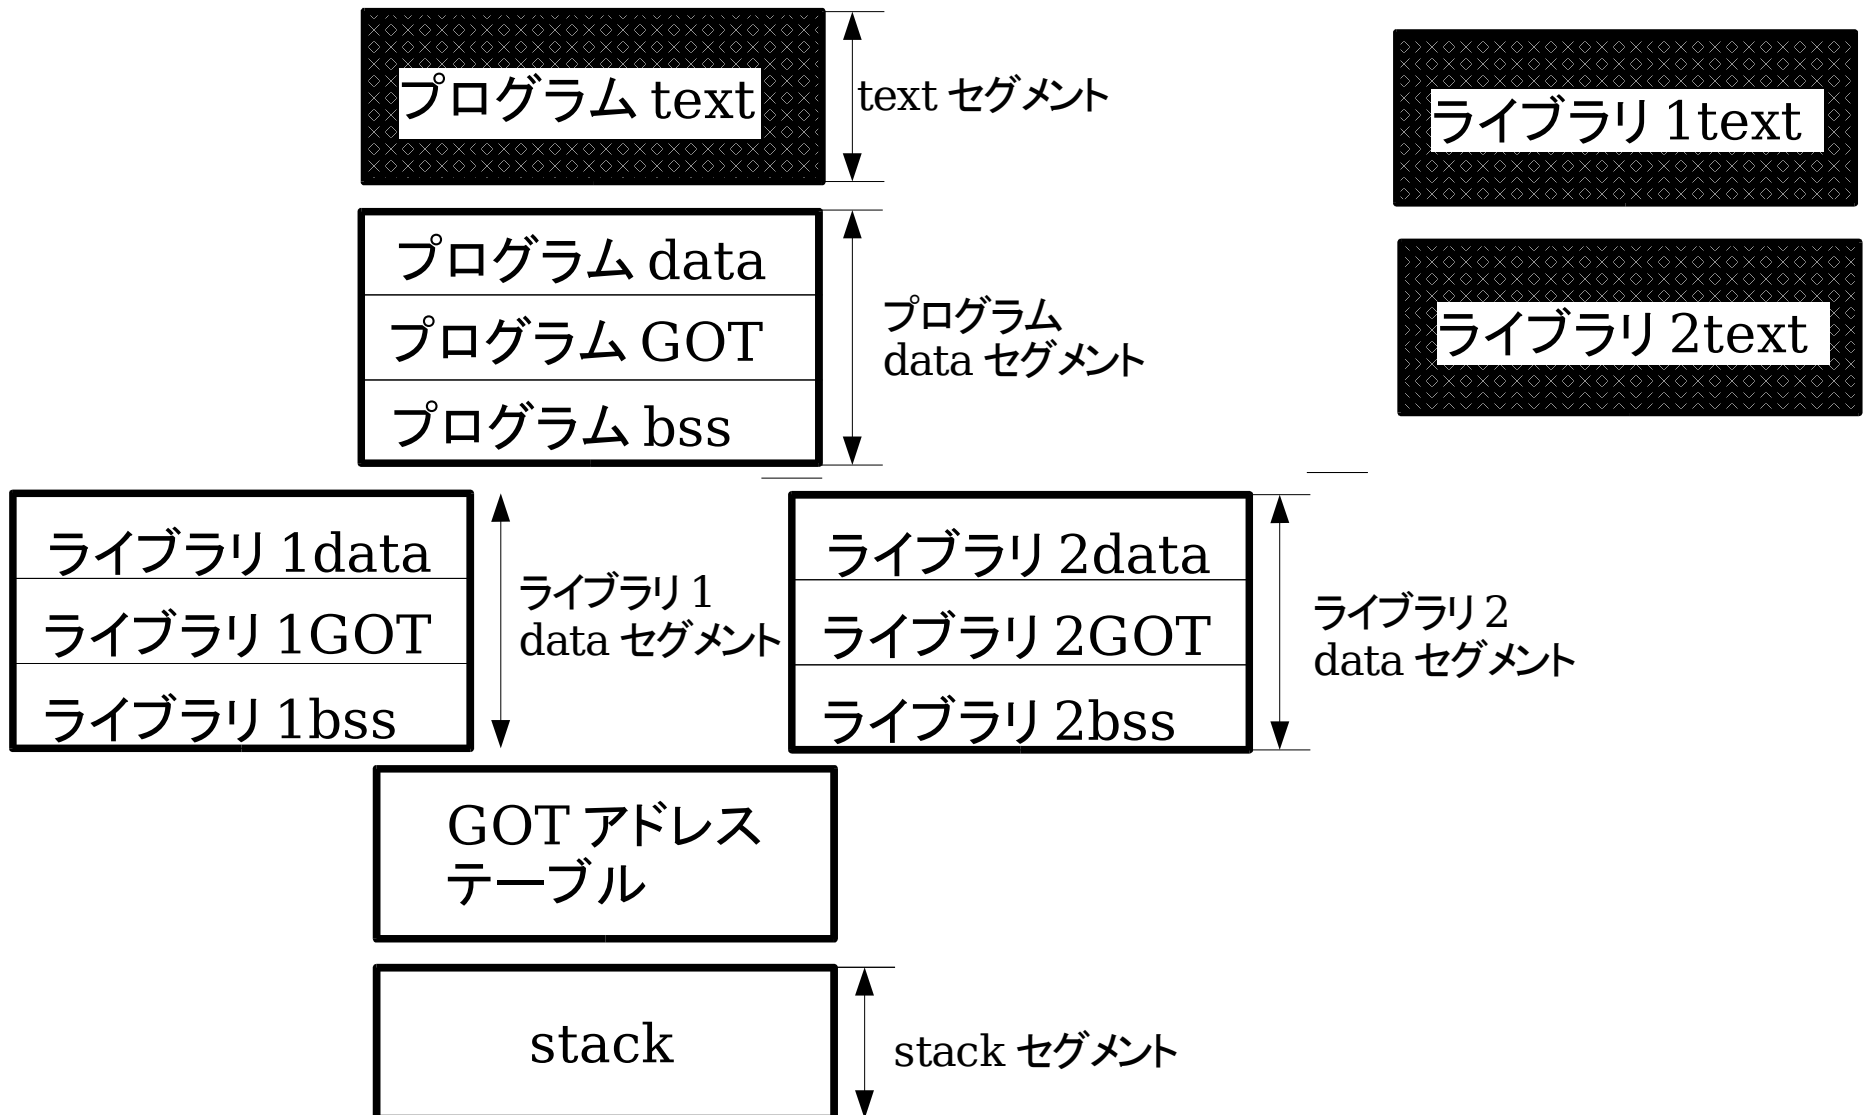 プログラム text
text セグメント
ライブラリ 1text
プログラム data
プログラム GOT
プログラム bss
プログラム
data セグメント
ライブラリ 2text
ライブラリ 1data
ライブラリ 1GOT
ライブラリ 1bss
ライブラリ 1
data セグメント
ライブラリ 2data
ライブラリ 2GOT
ライブラリ 2bss
ライブラリ 2
data セグメント
GOT アドレス
テーブル
stack
stack セグメント